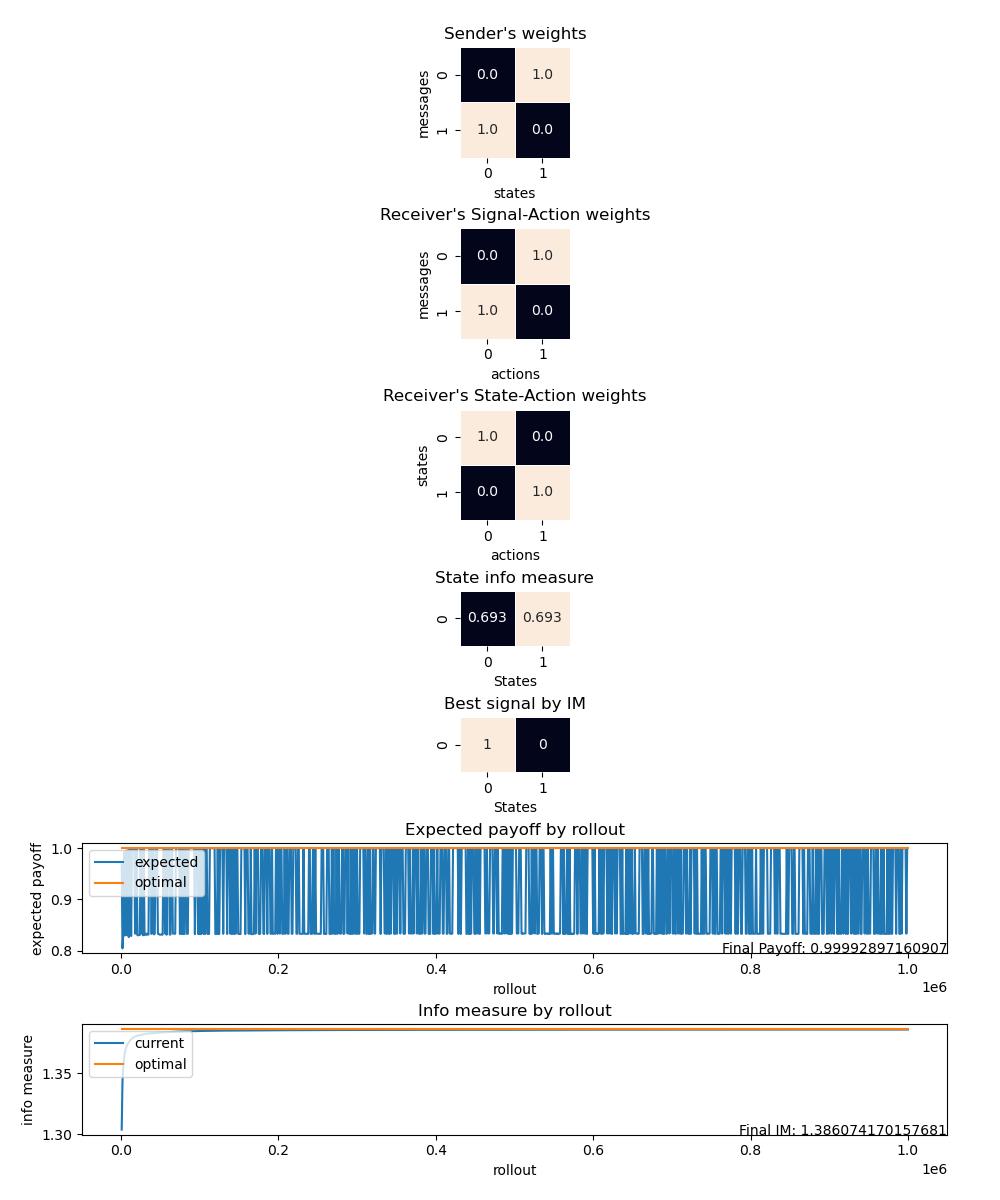 Sender's weights
messages
0
0.0
1.0
1
1.0
0.0
0
1
states
Receiver's Signal-Action weights
messages
0
0.0
1.0
1
1.0
0.0
0
1
actions
Receiver's State-Action weights
states
0
1.0
0.0
1
0.0
1.0
0
1
actions
State info measure
0
0.693
0.693
0
1
States
Best signal by IM
0
1
0
0
1
States
Expected payoff by rollout
expected payoff
1.0
0.9
0.8
expected
optimal
Final Payoff: 0.99992897160907
0.0
0.2
0.4
0.6
0.8
1.0
1e6
rollout
Info measure by rollout
info measure
1.35
1.30
current
optimal
Final IM: 1.386074170157681
0.0
0.2
0.4
0.6
0.8
1.0
1e6
rollout